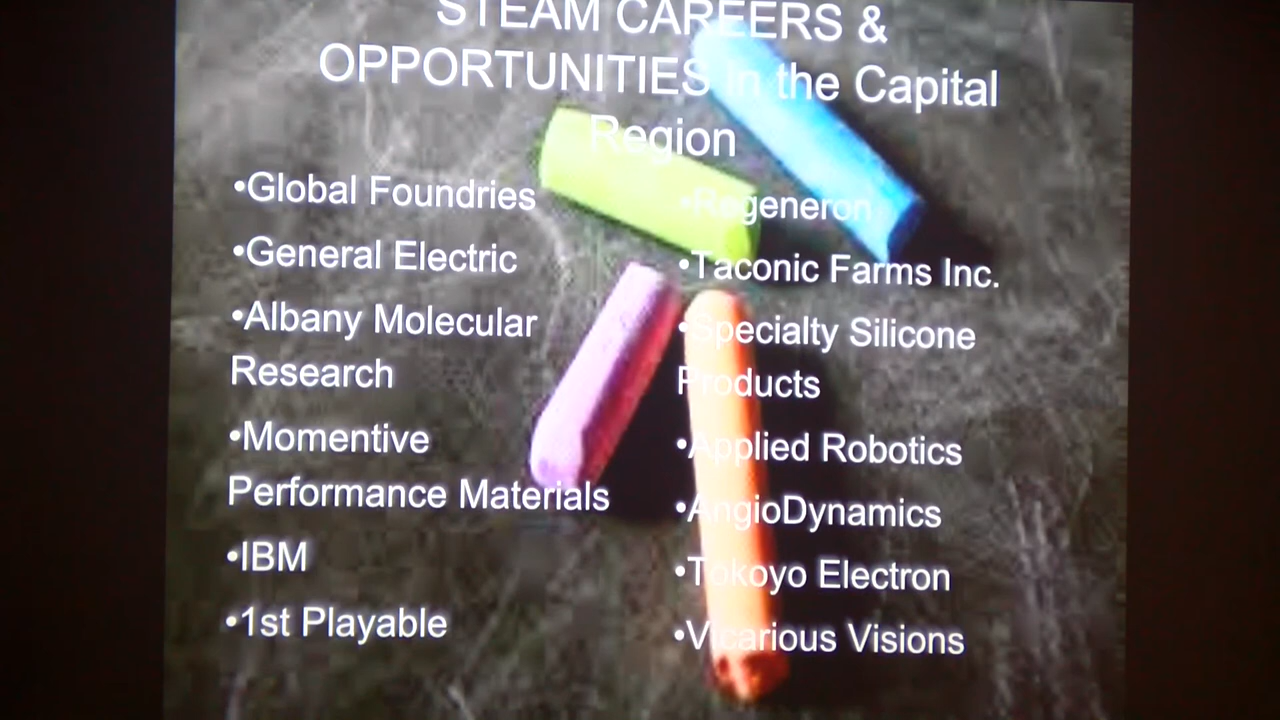 STEAM CAREERS &
OPPORTUNITIES in the Capital
Region
•Global Foundries
•General Electric
•Albany Molecular
Research
•Momentive
Performance Materials
•IBM
•1st Playable
•Regeneron
•Taconic Farms Inc.
•Specialty Silicone
Products
•Applied Robotics
•AngioDynamics
•Tokoyo Electron
•Vicarious Visions